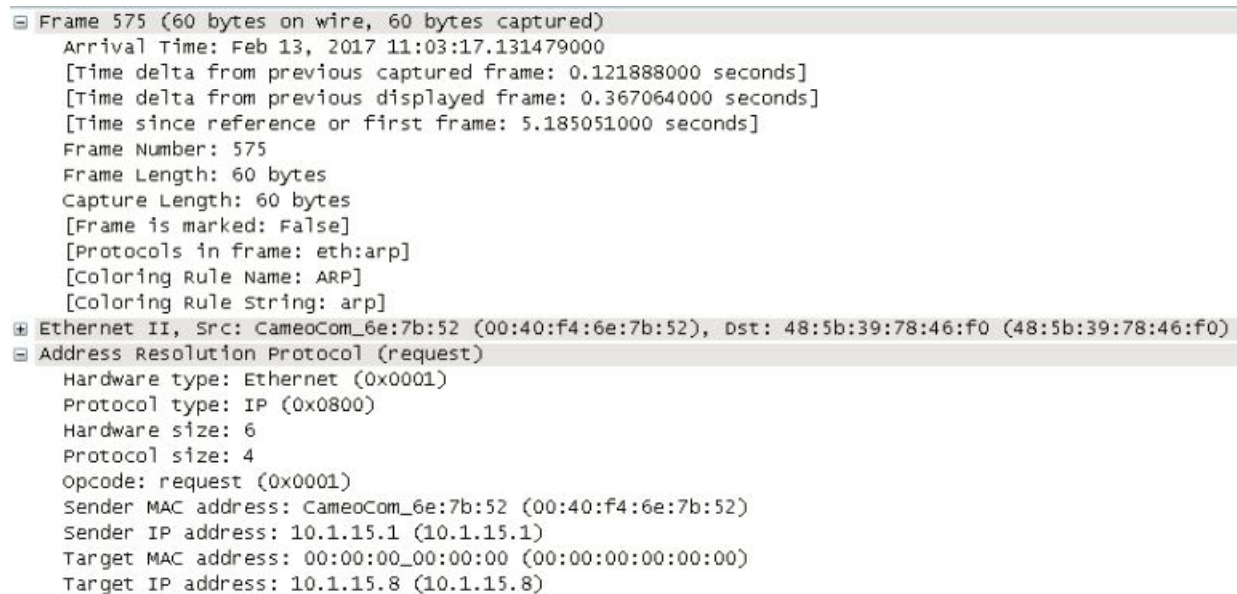 Frame 575 (60 bytes on wire, 60 bytes captured)
Arrival Time: Feb 13, 2017 11:03:17.131479000
[Time delta from previous captured frame: 0.121888000 seconds]
[Time delta from previous displayed frame: 0.367064000 seconds]
[Time since reference or first frame: 5.185051000 seconds]
Frame Number: 575
Frame Length: 60 bytes
Capture Length: 60 bytes
[Frame is marked: False]
[Protocols in frame: eth:arp]
[Coloring Rule Name: ARP]
[Coloring Rule String: arp]
Ethernet II, Src: CameoCom_6e:7b:52 (00:40:f4:6e:7b:52), Dst: 48:5b:39:78:46:f0 (48:5b:39:78:46:f0)
Address Resolution Protocol (request)
Hardware type: Ethernet (0x0001)
Protocol type: IP (0x0800)
Hardware size: 6
Protocol size: 4
Opcode: request (0x0001)
Sender MAC address: CameoCom_6e:7b:52 (00:40:f4:6e:7b:52)
Sender IP address: 10.1.15.1 (10.1.15.1)
Target MAC address: 00:00:00_00:00:00 (00:00:00:00:00:00)
Target IP address: 10.1.15.8 (10.1.15.8)